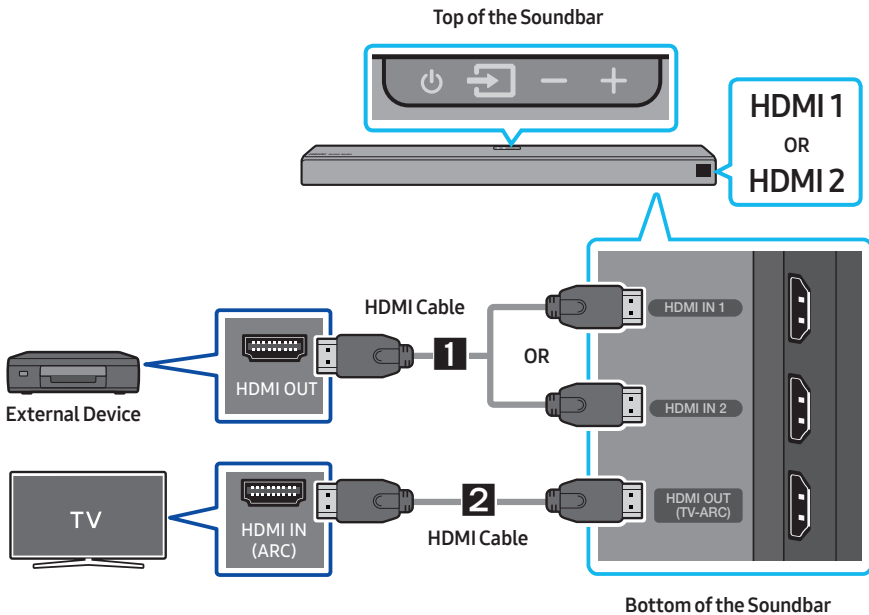 Top of the Soundbar
HDMI 1
OR
HDMI 2
HDMI Cable
HDMI OUT
1
OR
HDMI IN 1
HDMI IN 2
External Device
TV
HDMI IN
(ARC)
2
HDMI Cable
HDMI OUT
(TV-ARC)
Bottom of the Soundbar